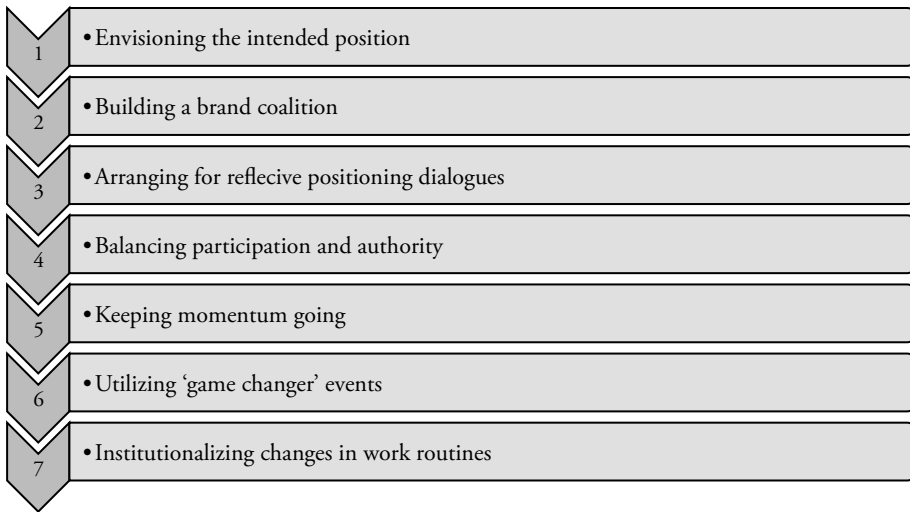 1
•Envisioning the intended position
2
•Building a brand coalition
3
•Arranging for reflecive positioning dialogues
4
•Balancing participation and authority
5
•Keeping momentum going
6
•Utilizing ‘game changer’ events
7
•Institutionalizing changes in work routines